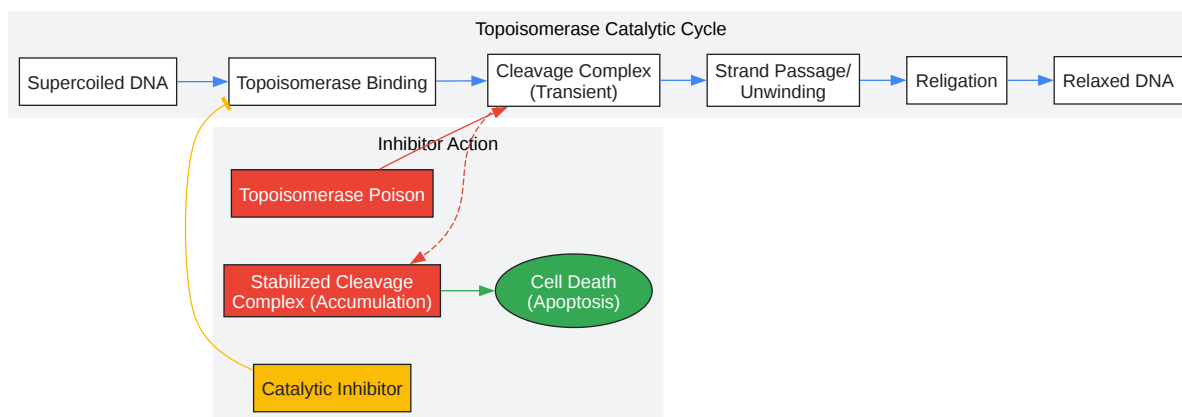 Topoisomerase Catalytic Cycle
Supercoiled DNA
Topoisomerase Binding
Cleavage Complex
(Transient)
Strand Passage/
Unwinding
Religation
Relaxed DNA
Inhibitor Action
Topoisomerase Poison
Stabilized Cleavage
Complex (Accumulation)
Cell Death
(Apoptosis)
Catalytic Inhibitor